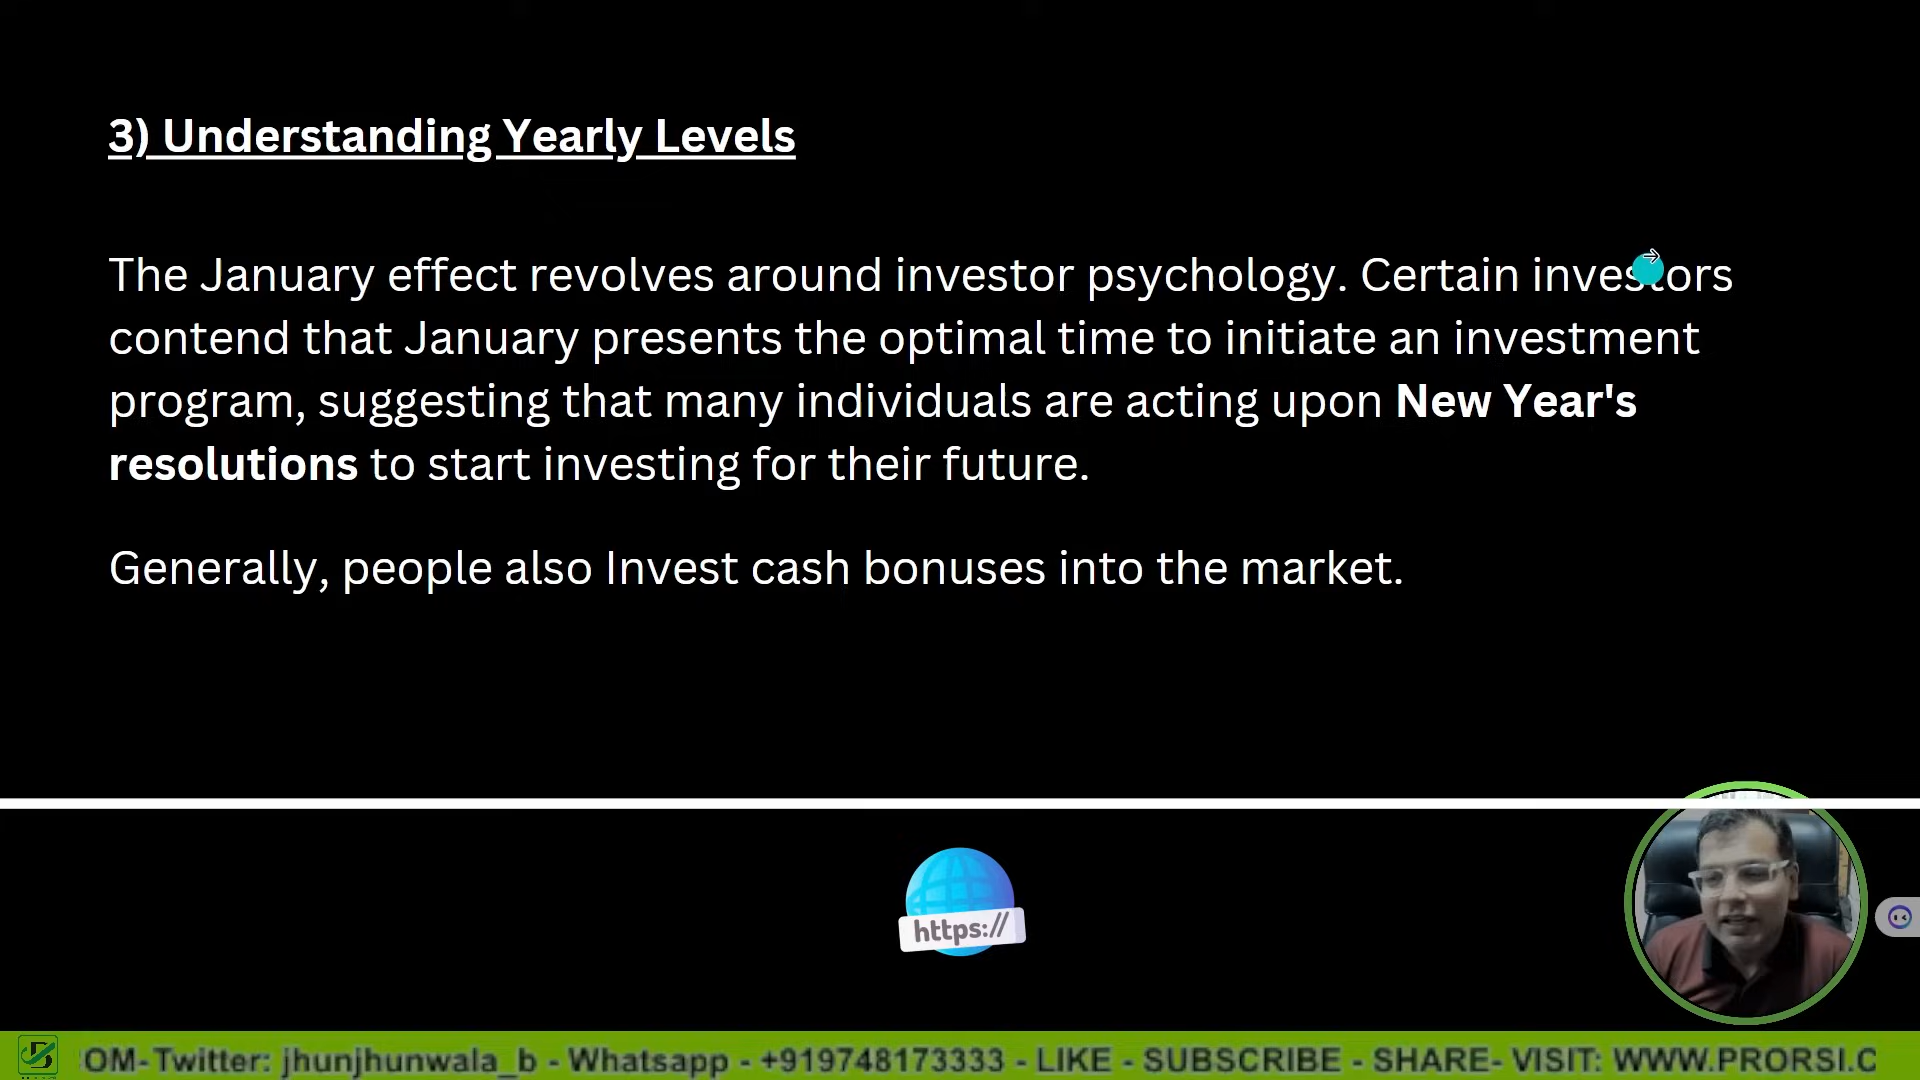 3) Understanding Yearly Levels
The January effect revolves around investor psychology. Certain investors
contend that January presents the optimal time to initiate an investment
program, suggesting that many individuals are acting upon New Year's
resolutions to start investing for their future.
Generally, people also Invest cash bonuses into the market.
https://
OM- Twitter: jhunjhunwala_b - Whatsapp - +919748173333 - LIKE - SUBSCRIBE - SHARE- VISIT: WWW.PRORSI.C